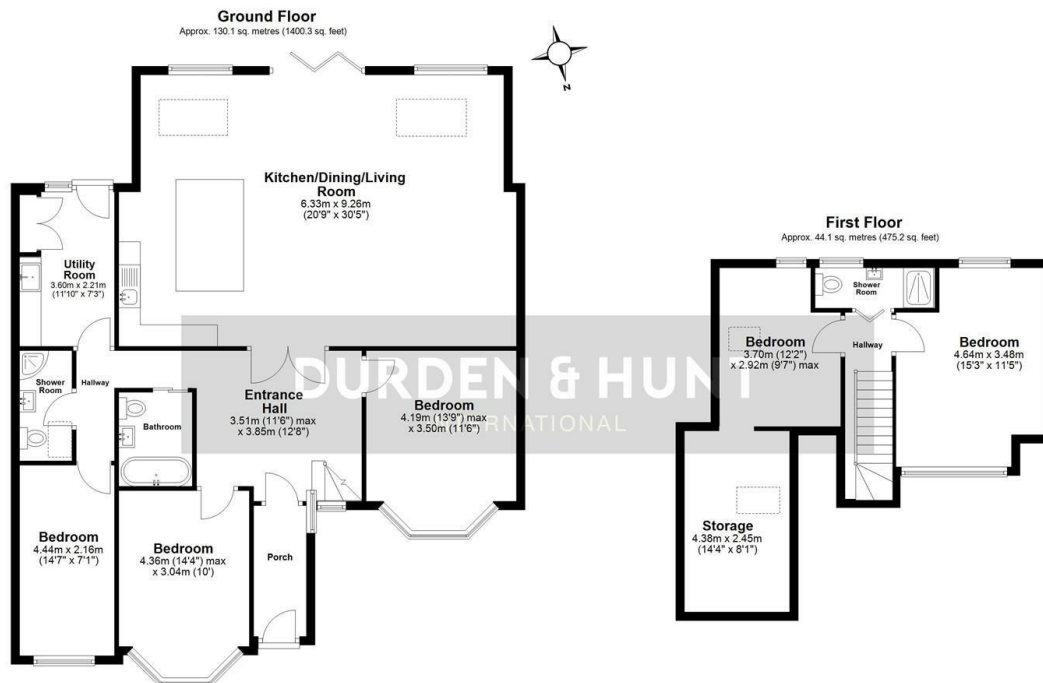 Ground Floor
Approx. 130.1 sq. metres (1400.3 sq. feet)
N
Kitchen/Dining/Living
Room
6.33m x 9.26m
(20'9" x 30'5")
Utility
Room
3.60m x 2.21m
(11'10" x 7'3")
Shower
Room
Hallway
Bathroom
Entrance
Hall
3.51m (11'6") max
x 3.85m (12'8")
Bedroom
4.19m (13'9") max
x 3.50m (11'6")
Bedroom
4.44m x 2.16m
(14'7" x 7'1")
Bedroom
4.36m (14'4") max
x 3.04m (10')
Porch
First Floor
Approx. 44.1 sq. metres (475.2 sq. feet)
Shower
Room
Hallway
Bedroom
3.70m (12'2")
x 2.92m (9'7") max
Bedroom
4.64m x 3.48m
(15'3" x 11'5")
Storage
4.38m x 2.45m
(14'4" x 8'1")
DURDEN & HUNT
INTERNATIONAL